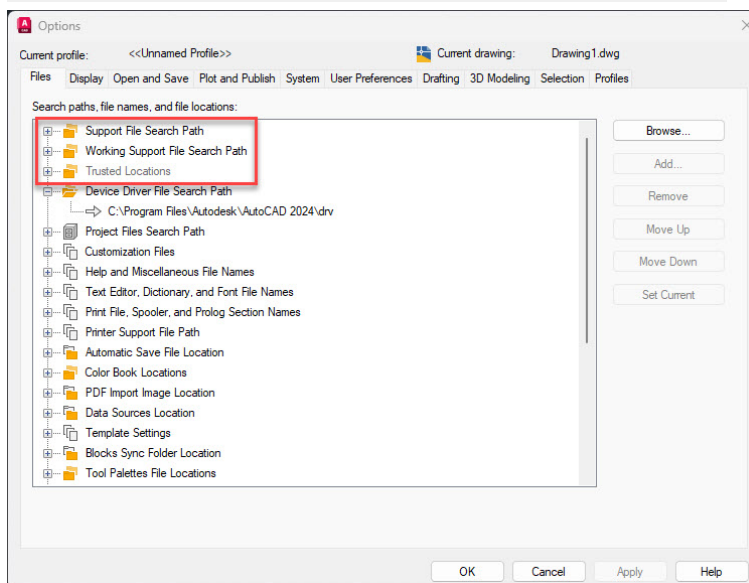 Options
Current profile: <<Unnamed Profile>> Current drawing: Drawing1.dwg
Files Display Open and Save Plot and Publish System User Preferences Drafting 3D Modeling Selection Profiles
Search paths, file names, and file locations:
Support File Search Path
Working Support File Search Path
Trusted Locations
Device Driver File Search Path
C:\Program Files\Autodesk\AutoCAD 2024\drv
Project Files Search Path
Customization Files
Help and Miscellaneous File Names
Text Editor, Dictionary, and Font File Names
Print File, Spooler, and Prolog Section Names
Printer Support File Path
Automatic Save File Location
Color Book Locations
PDF Import Image Location
Data Sources Location
Template Settings
Blocks Sync Folder Location
Tool Palettes File Locations
Browse...
Add...
Remove
Move Up
Move Down
Set Current
OK Cancel Apply Help